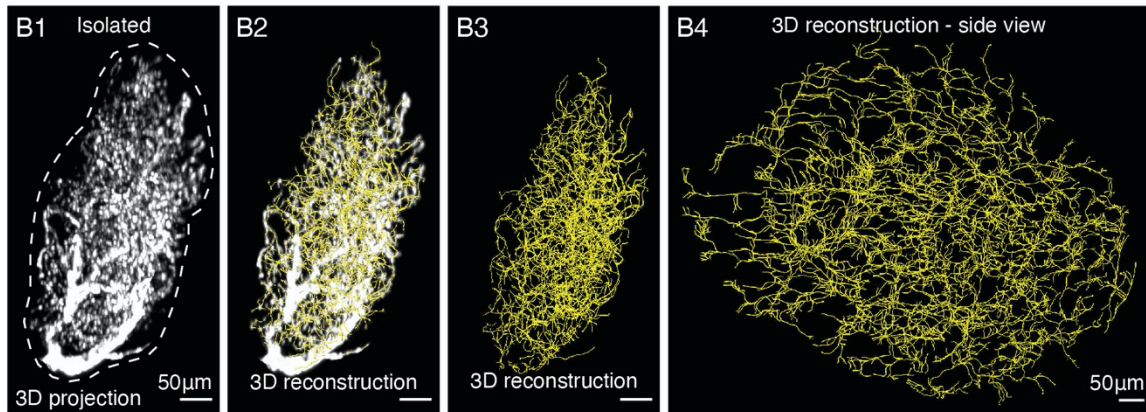 B1 Isolated
50µm
3D projection
B2
3D reconstruction
B3
3D reconstruction
B4 3D reconstruction - side view
50µm